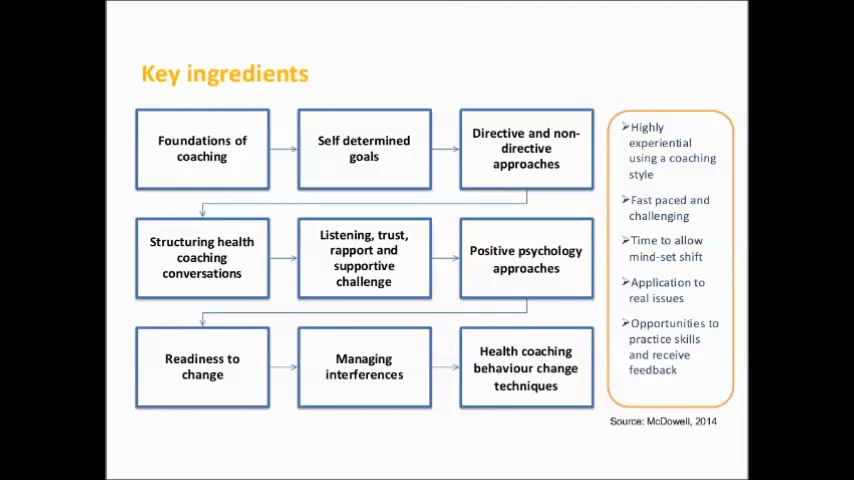 Key ingredients
Foundations of
coaching
Self determined
goals
Directive and non-
directive
approaches
Structuring health
coaching
conversations
Listening, trust,
rapport and
supportive
challenge
Positive psychology
approaches
Readiness to
change
Managing
interferences
Health coaching
behaviour change
techniques
➢Highly
experiential
using a coaching
style
➢Fast paced and
challenging
➢Time to allow
mind-set shift
➢Application to
real issues
➢Opportunities to
practice skills
and receive
feedback
Source: McDowell, 2014